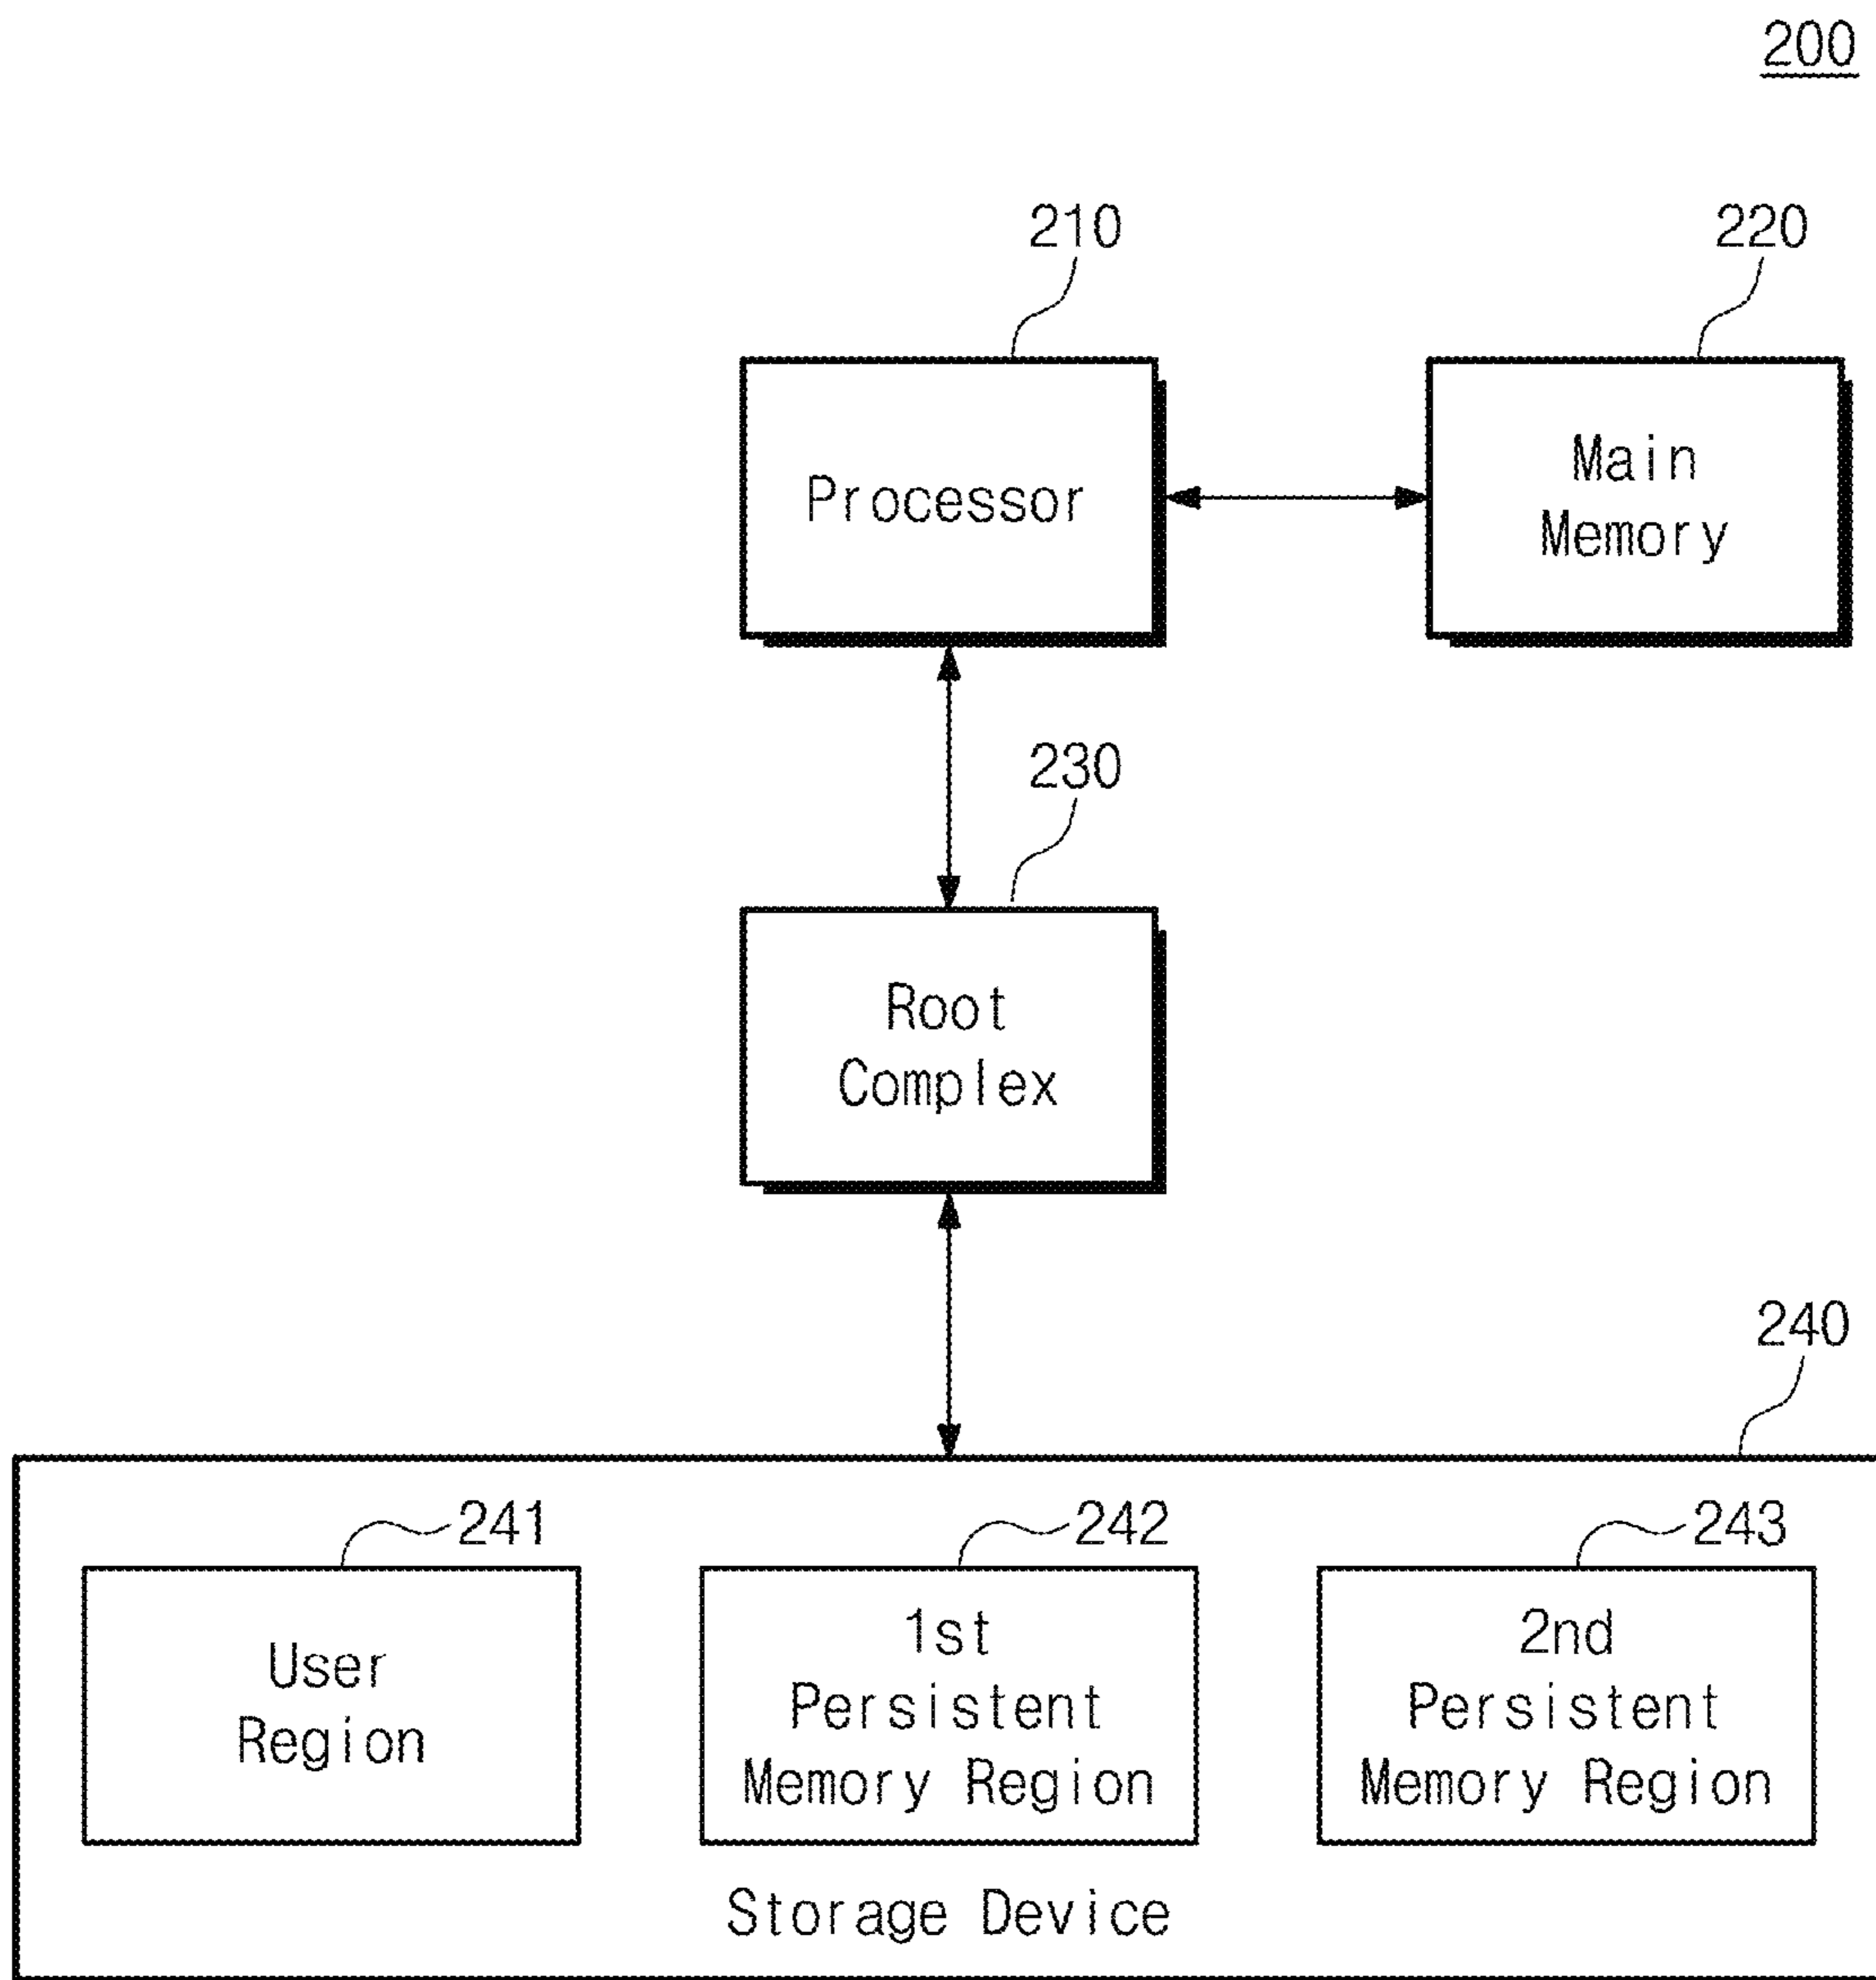 200
210
220
Processor
Main
Memory
230
Root
Complex
240
241
242
243
User
Region
1st
Persistent
Memory Region
2nd
Persistent
Memory Region
Storage Device